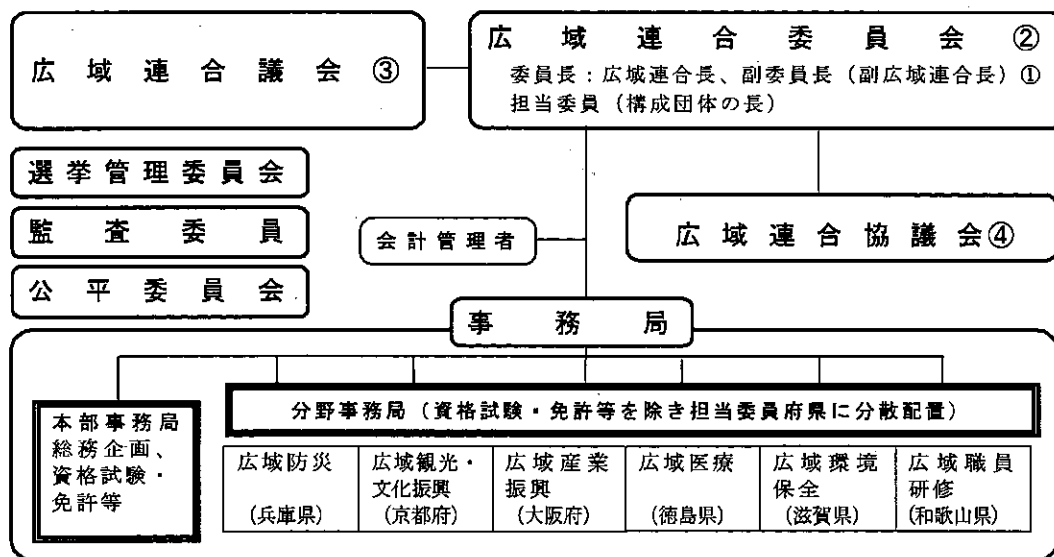 広域連合議会③
広域連合委員会②
委員長：広域連合長、副委員長（副広域連合長）①
担当委員（構成団体の長）
選挙管理委員会
監査委員
公平委員会
会計管理者
広域連合協議会④
事務局
本部事務局
総務企画、
資格試験・
免許等
分野事務局（資格試験・免許等を除き担当委員府県に分散配置）
広域防災
（兵庫県）
広域観光・
文化振興
（京都府）
広域産業
振興
（大阪府）
広域医療
（徳島県）
広域環境
保全
（滋賀県）
広域職員
研修
（和歌山県）